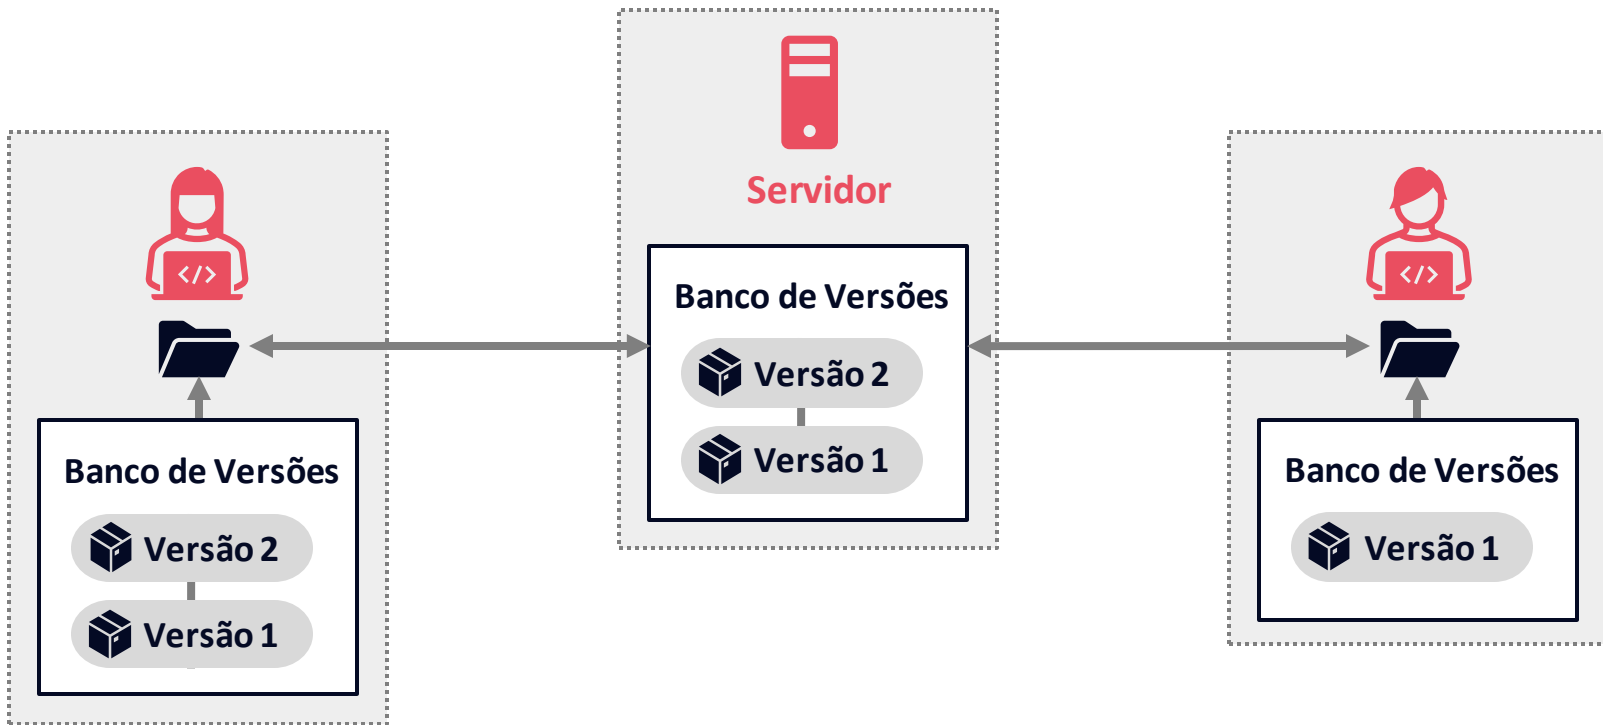 Servidor
Banco de Versões
Versão 2
Versão 1
</>
Banco de Versões
Versão 2
Versão 1
</>
Banco de Versões
Versão 1